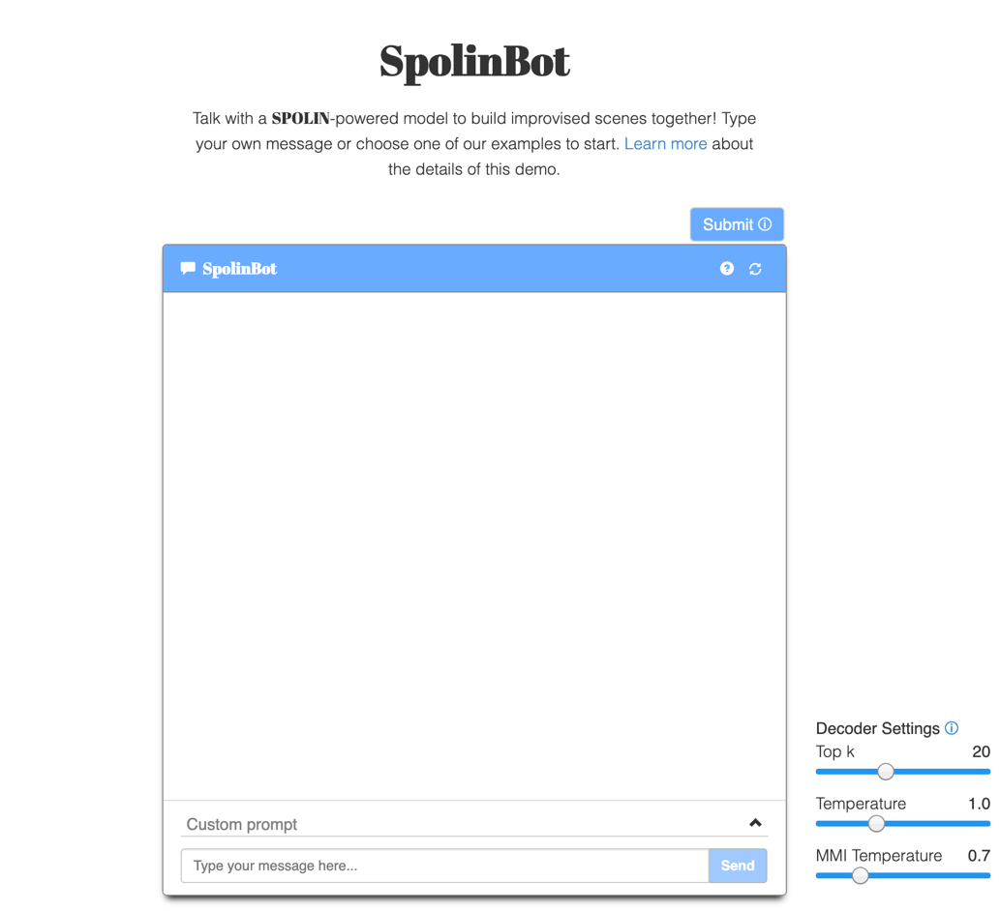 SpolinBot
Talk with a SPOLIN-powered model to build improvised scenes together! Type
your own message or choose one of our examples to start. Learn more about
the details of this demo.
Submit
SpolinBot
Decoder Settings
Top k 20
Temperature 1.0
MMI Temperature 0.7
Custom prompt
Type your message here... Send